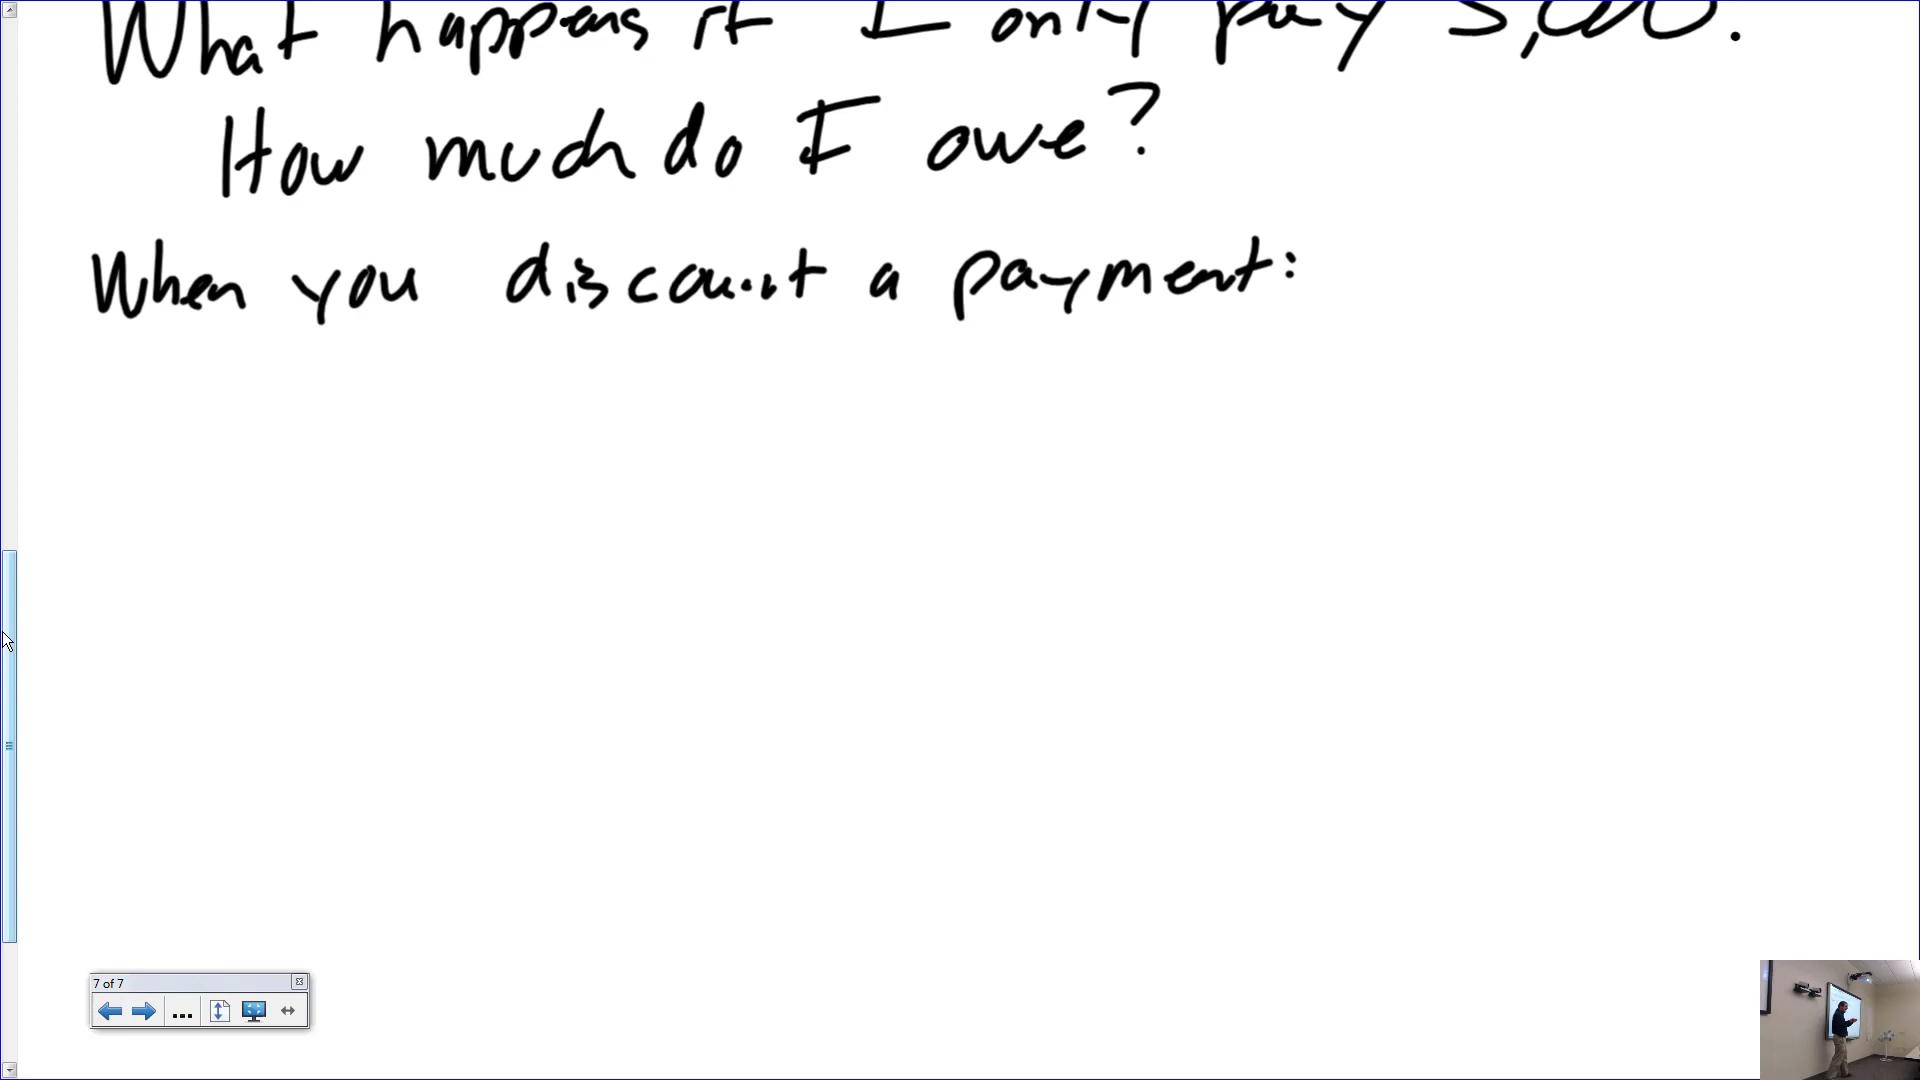 What happens if I only pay 5,000.
How much do I owe?
When you discount a payment:
7 of 7
...